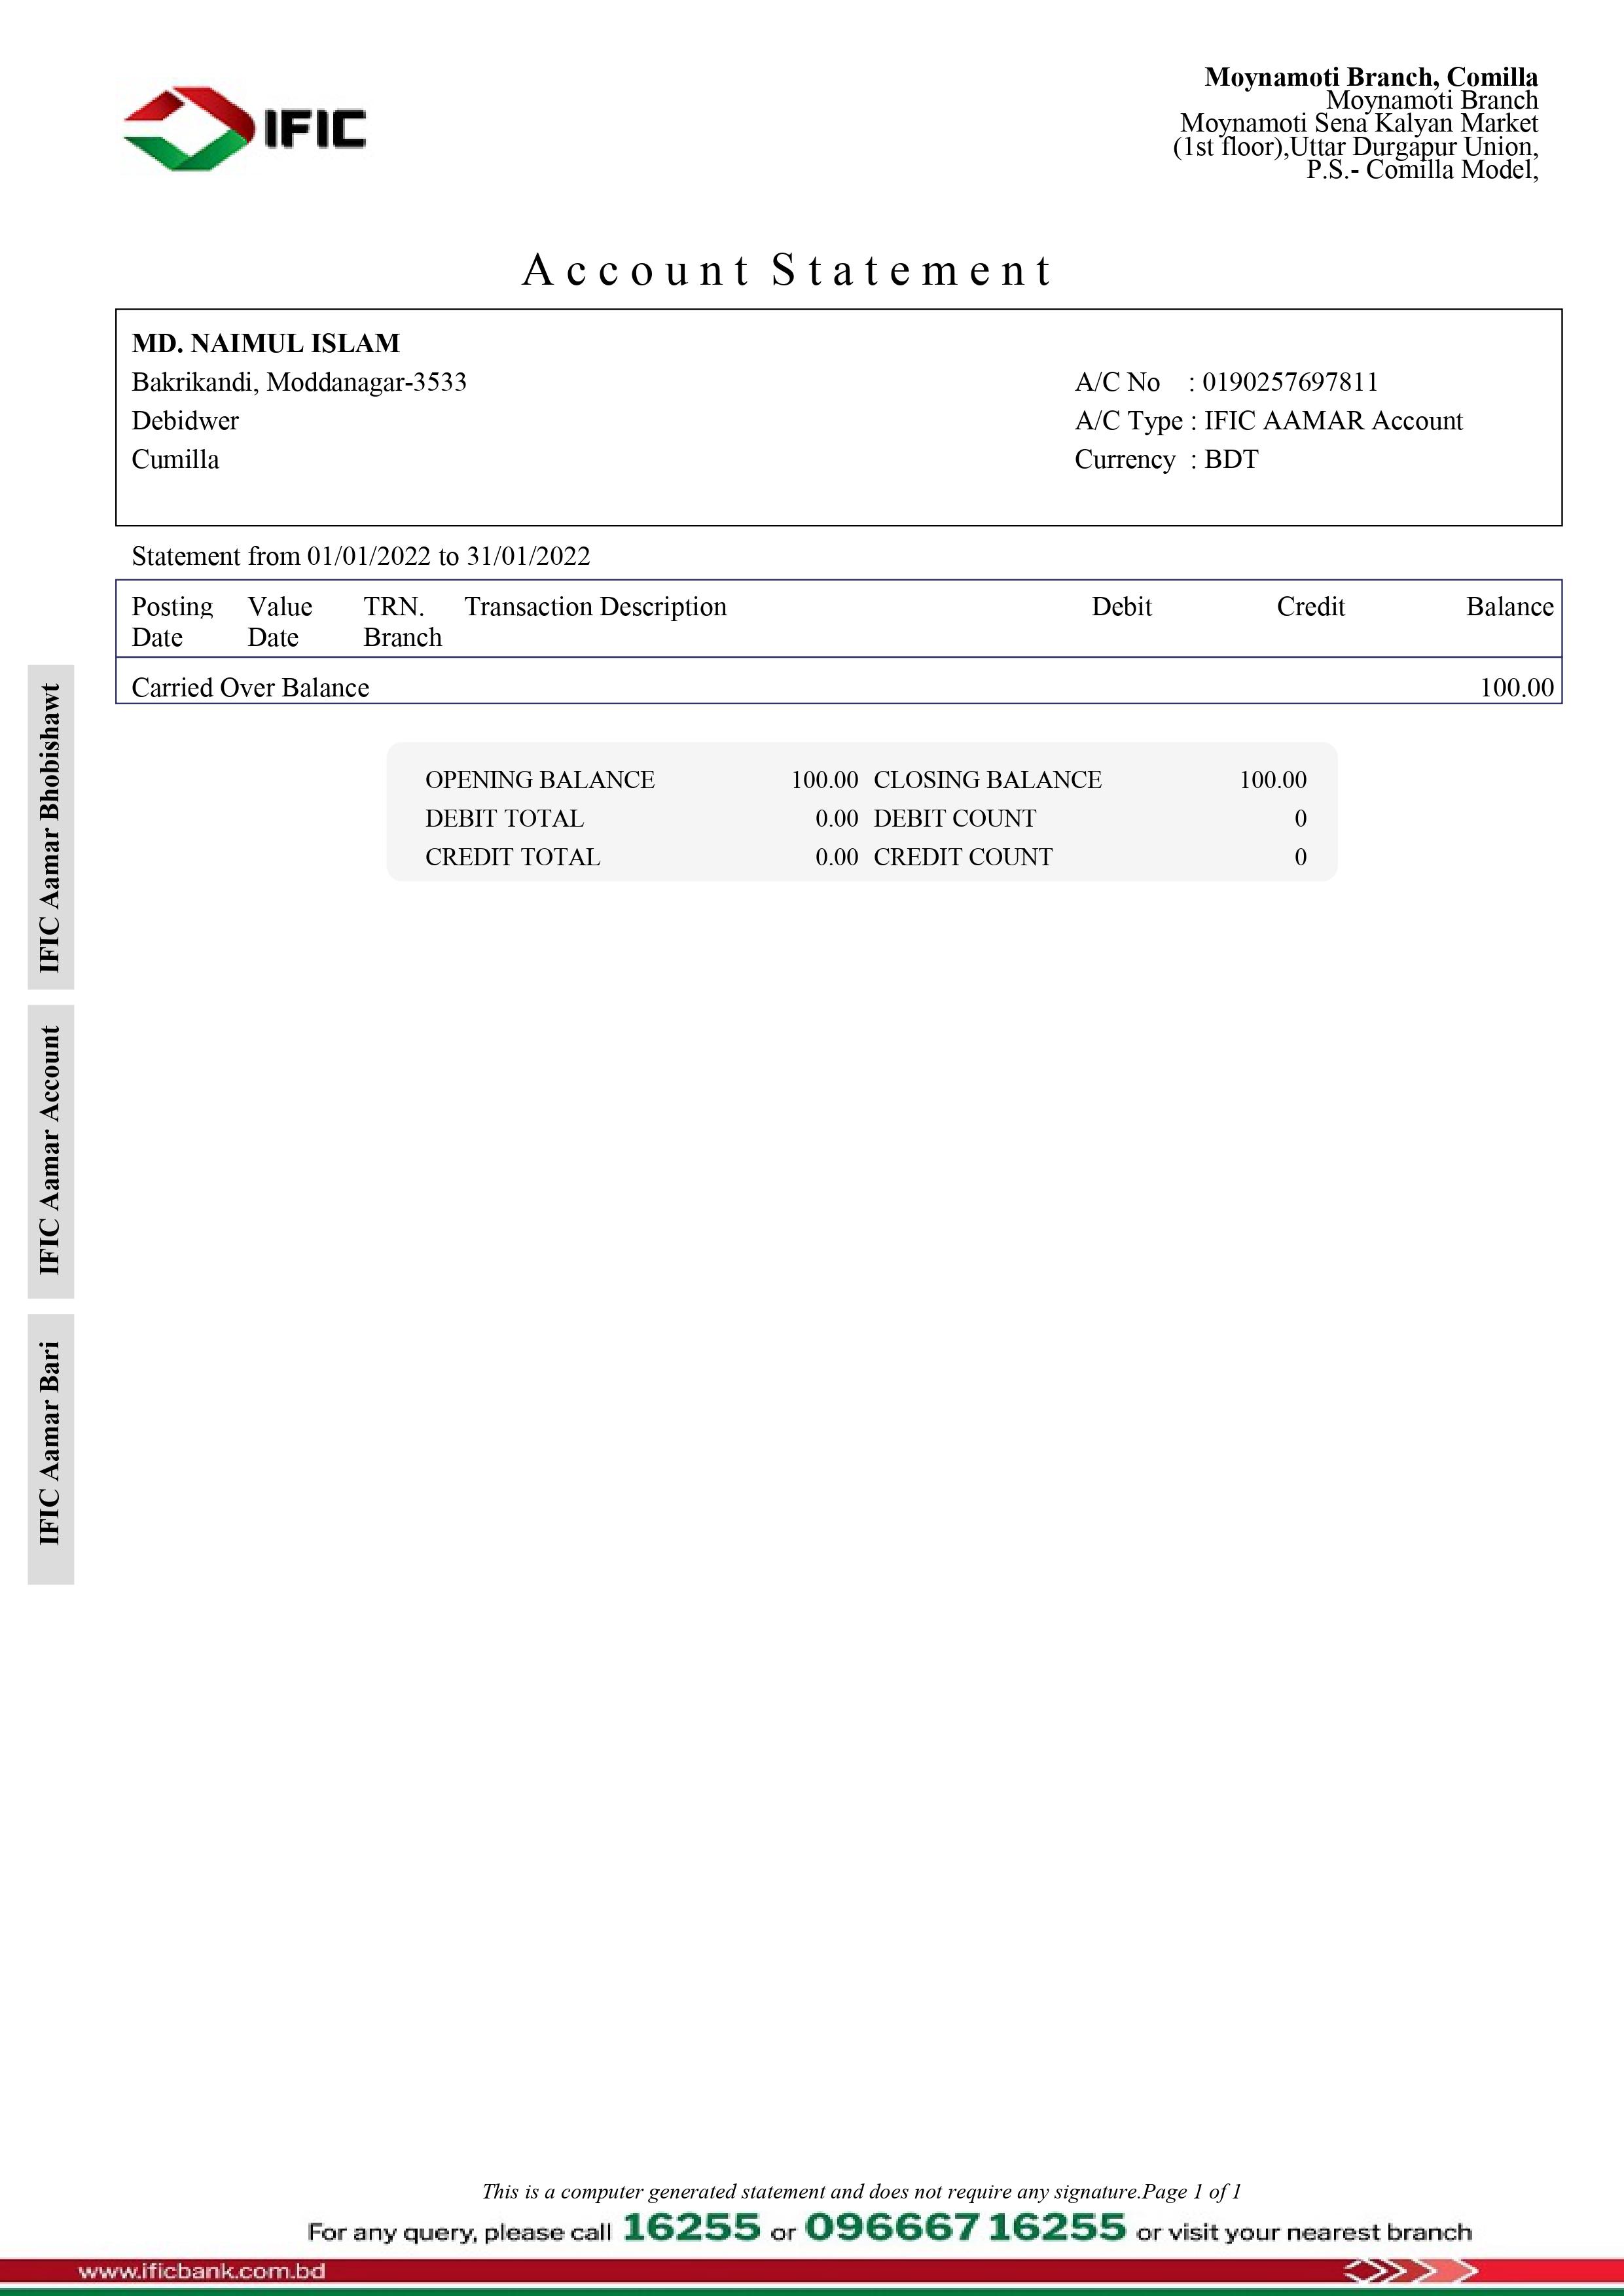 IFIC
Moynamoti Branch, Comilla
Moynamoti Branch
Moynamoti Sena Kalyan Market
(1st floor),Uttar Durgapur Union,
P.S.- Comilla Model,
Account Statement
MD. NAIMUL ISLAM
Bakrikandi, Moddanagar-3533
Debidwer
Cumilla
A/C No : 0190257697811
A/C Type : IFIC AAMAR Account
Currency : BDT
Statement from 01/01/2022 to 31/01/2022
Posting Date Value Date TRN. Branch Transaction Description Debit Credit Balance
Carried Over Balance 100.00
OPENING BALANCE 100.00 CLOSING BALANCE 100.00
DEBIT TOTAL 0.00 DEBIT COUNT 0
CREDIT TOTAL 0.00 CREDIT COUNT 0
IFIC Aamar Bhobishawt
IFIC Aamar Account
IFIC Aamar Bari
This is a computer generated statement and does not require any signature.Page 1 of 1
For any query, please call 16255 or 09666716255 or visit your nearest branch
www.ificbank.com.bd